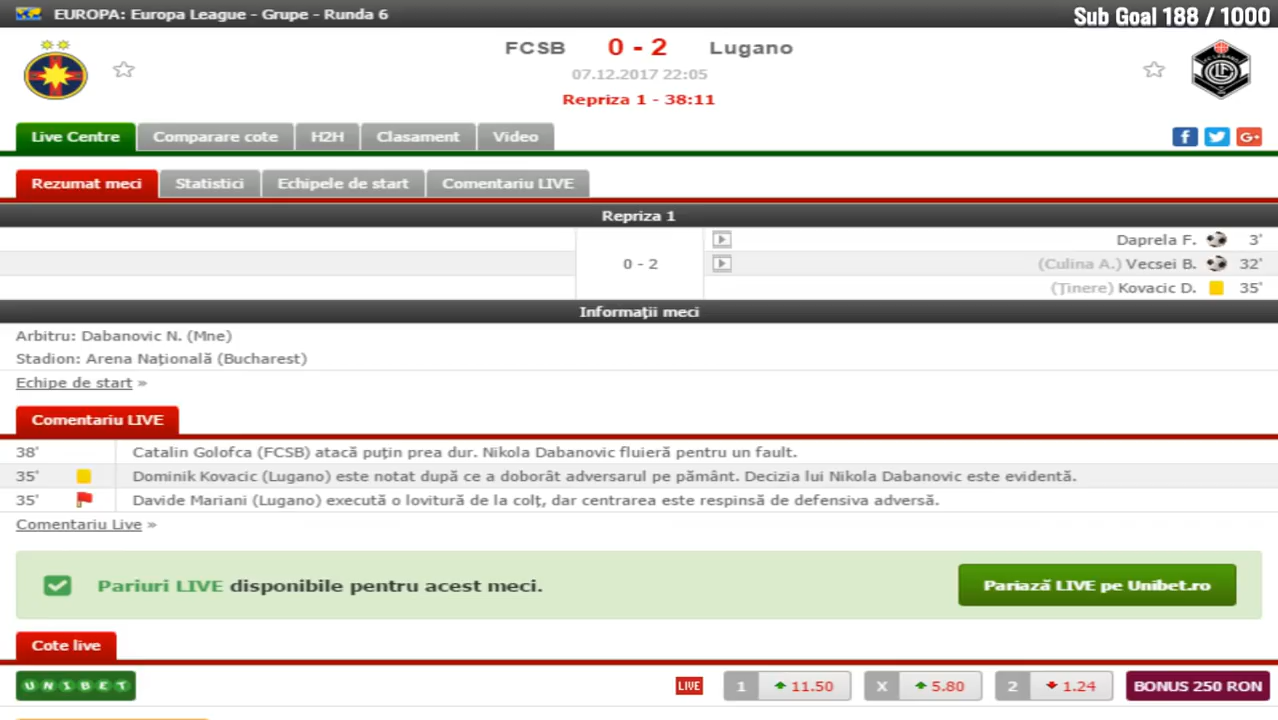 EUROPA: Europa League - Grupe - Runda 6
Sub Goal 188 / 1000
FCSB 0 - 2 Lugano
07.12.2017 22:05
Repriza 1 - 38:11
Live Centre Comparare cote H2H Clasament Video
Rezumat meci Statistici Echipele de start Comentariu LIVE
Repriza 1
Daprela F. 3'
0 - 2 (Culina A.) Vecsei B. 32'
(Ținere) Kovacic D. 35'
Informații meci
Arbitru: Dabanovic N. (Mne)
Stadion: Arena Națională (Bucharest)
Echipe de start »
Comentariu LIVE
38' Catalin Golofca (FCSB) atacă puțin prea dur. Nikola Dabanovic fluieră pentru un fault.
35' Dominik Kovacic (Lugano) este notat după ce a doborât adversarul pe pământ. Decizia lui Nikola Dabanovic este evidentă.
35' Davide Mariani (Lugano) execută o lovitură de la colț, dar centrarea este respinsă de defensiva adversă.
Comentariu Live »
Pariuri LIVE disponibile pentru acest meci.
Pariază LIVE pe Unibet.ro
Cote live
UNIBET LIVE 1 11.50 X 5.80 2 1.24 BONUS 250 RON